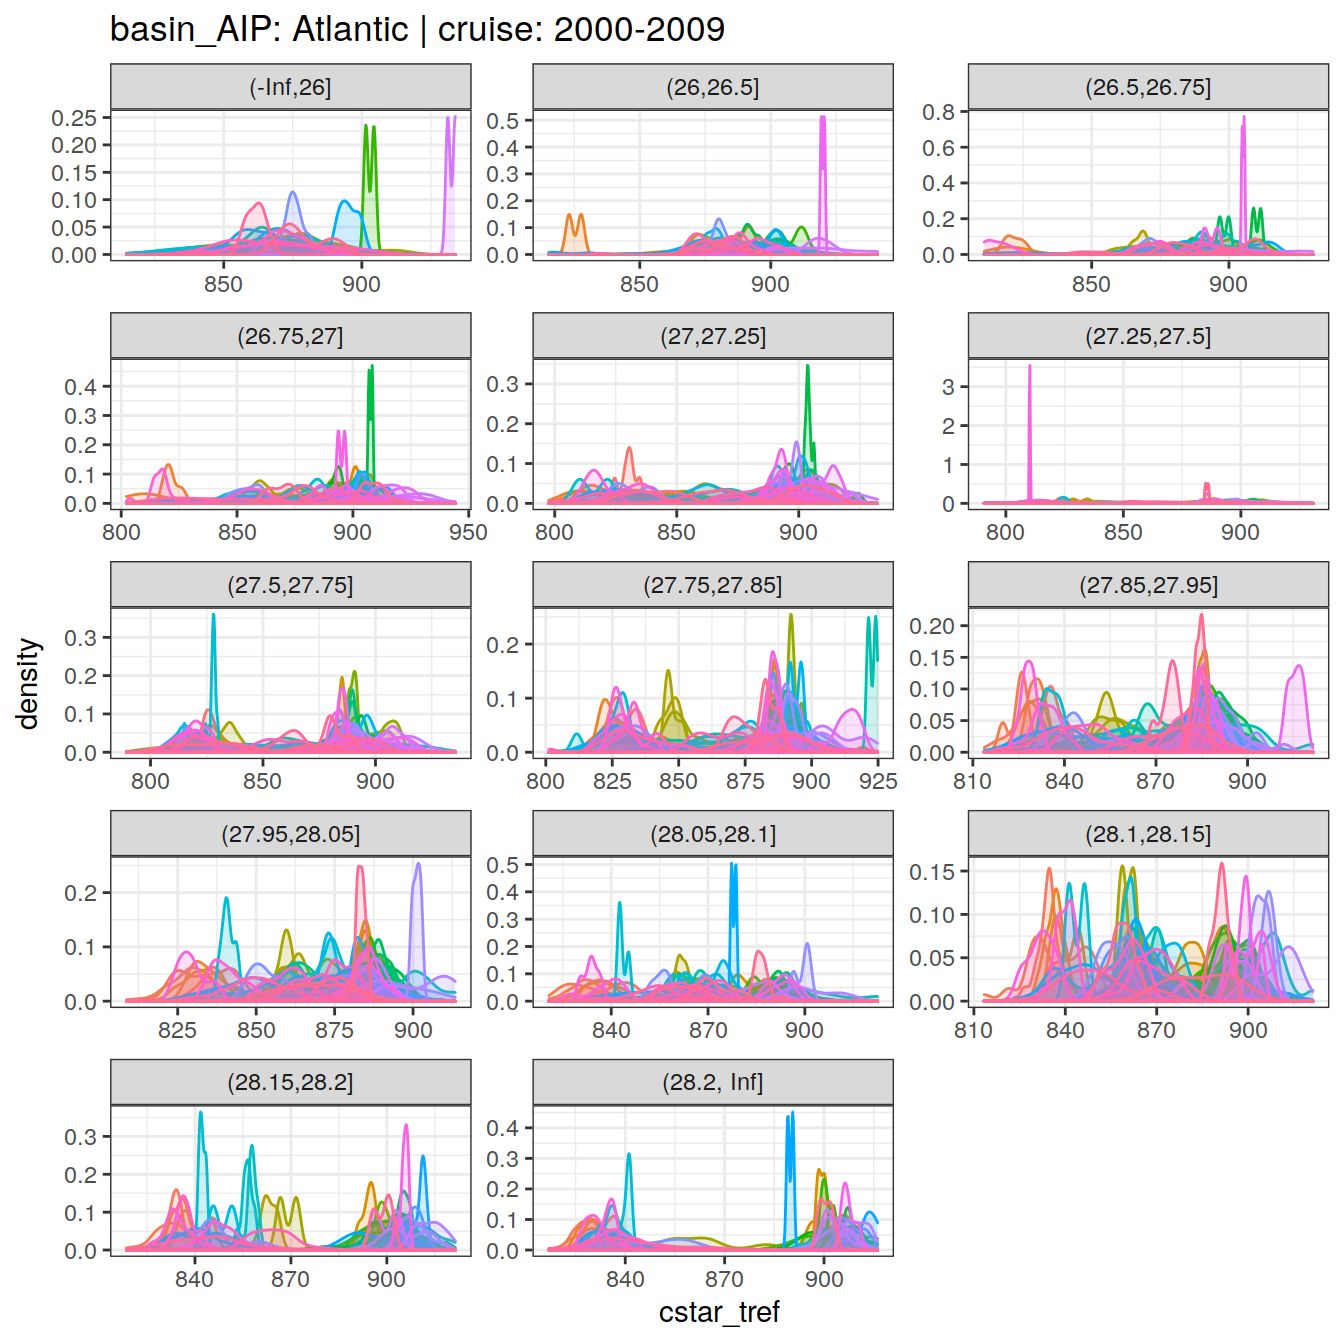 basin_AIP: Atlantic | cruise: 2000-2009
(-Inf,26] (26,26.5] (26.5,26.75]
0.25 0.20 0.15 0.10 0.05 0.00
0.5 0.4 0.3 0.2 0.1 0.0
0.8 0.6 0.4 0.2 0.0
850 900 850 900 850 900
(26.75,27] (27,27.25] (27.25,27.5]
0.4 0.3 0.2 0.1 0.0
0.3 0.2 0.1 0.0
3 2 1 0
800 850 900 950 800 850 900 800 850 900
(27.5,27.75] (27.75,27.85] (27.85,27.95]
0.3 0.2 0.1 0.0
0.2 0.1 0.0
0.20 0.15 0.10 0.05 0.00
800 850 900 800 825 850 875 900 925 810 840 870 900
density
(27.95,28.05] (28.05,28.1] (28.1,28.15]
0.2 0.1 0.0
0.5 0.4 0.3 0.2 0.1 0.0
0.15 0.10 0.05 0.00
825 850 875 900 840 870 900 810 840 870 900
(28.15,28.2] (28.2, Inf]
0.3 0.2 0.1 0.0
0.4 0.3 0.2 0.1 0.0
840 870 900 840 870 900
cstar_tref